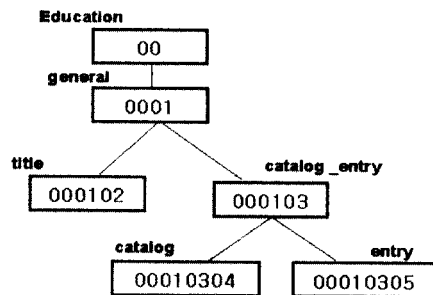 Education
00
general
0001
title
catalog _entry
000102
000103
catalog
entry
00010304
00010305